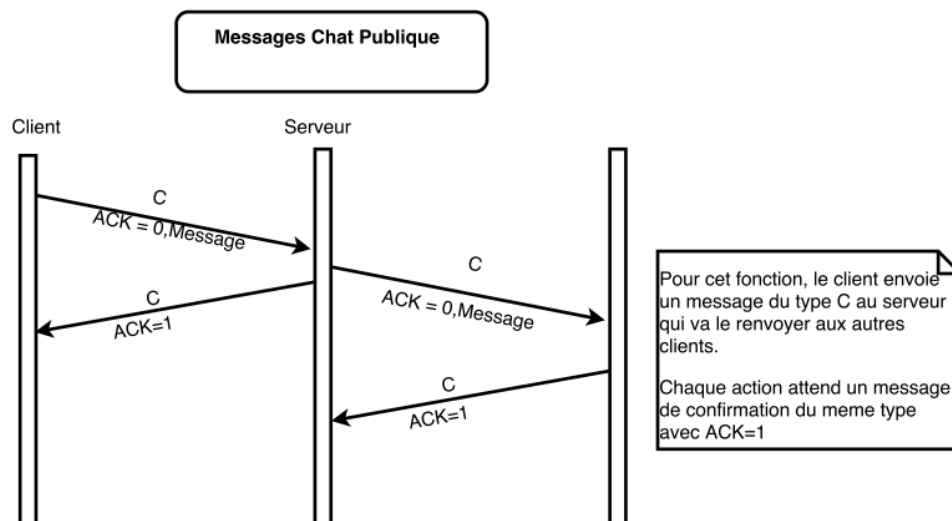 Messages Chat Publique
Client
Serveur
C
ACK = 0,Message
C
ACK = 0,Message
C
ACK=1
C
ACK=1
Pour cet fonction, le client envoie
un message du type C au serveur
qui va le renvoyer aux autres
clients.
Chaque action attend un message
de confirmation du meme type
avec ACK=1